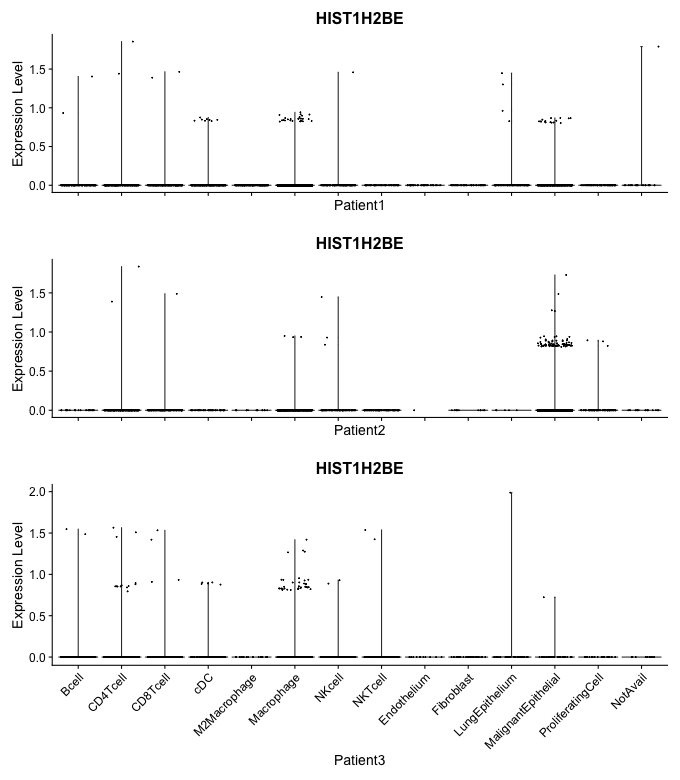 HIST1H2BE
Expression Level
1.5
1.0
0.5
0.0
Patient1
HIST1H2BE
Expression Level
1.5
1.0
0.5
0.0
Patient2
HIST1H2BE
Expression Level
2.0
1.5
1.0
0.5
0.0
Bcell
CD4Tcell
CD8Tcell
cDC
M2Macrophage
Macrophage
NKcell
NKTcell
Endothelium
Fibroblast
LungEpithelium
MalignantEpithelial
ProliferatingCell
NotAvail
Patient3